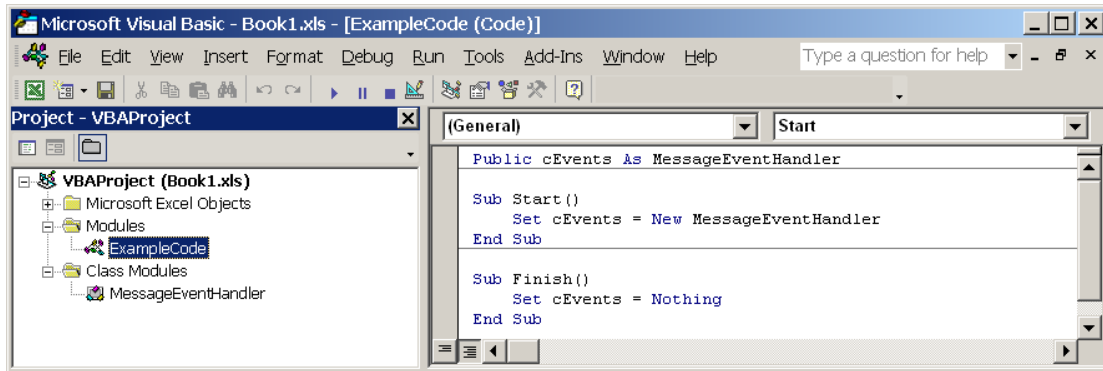 Microsoft Visual Basic - Book1.xls - [ExampleCode (Code)]
File Edit View Insert Format Debug Run Tools Add-Ins Window Help Type a question for help
Project - VBAProject
VBAProject (Book1.xls)
Microsoft Excel Objects
Modules
ExampleCode
Class Modules
MessageEventHandler
(General) Start
Public cEvents As MessageEventHandler
Sub Start()
Set cEvents = New MessageEventHandler
End Sub
Sub Finish()
Set cEvents = Nothing
End Sub